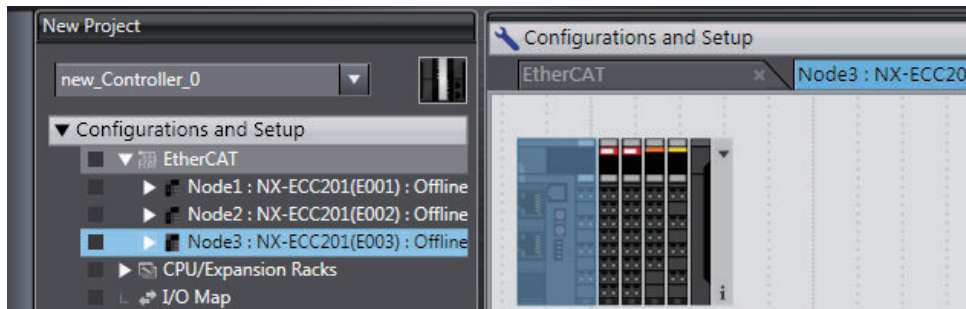 New Project
new_Controller_0
Configurations and Setup
EtherCAT
Node1 : NX-ECC201(E001) : Offline
Node2 : NX-ECC201(E002) : Offline
Node3 : NX-ECC201(E003) : Offline
CPU/Expansion Racks
I/O Map
Configurations and Setup
EtherCAT
Node3 : NX-ECC20
i